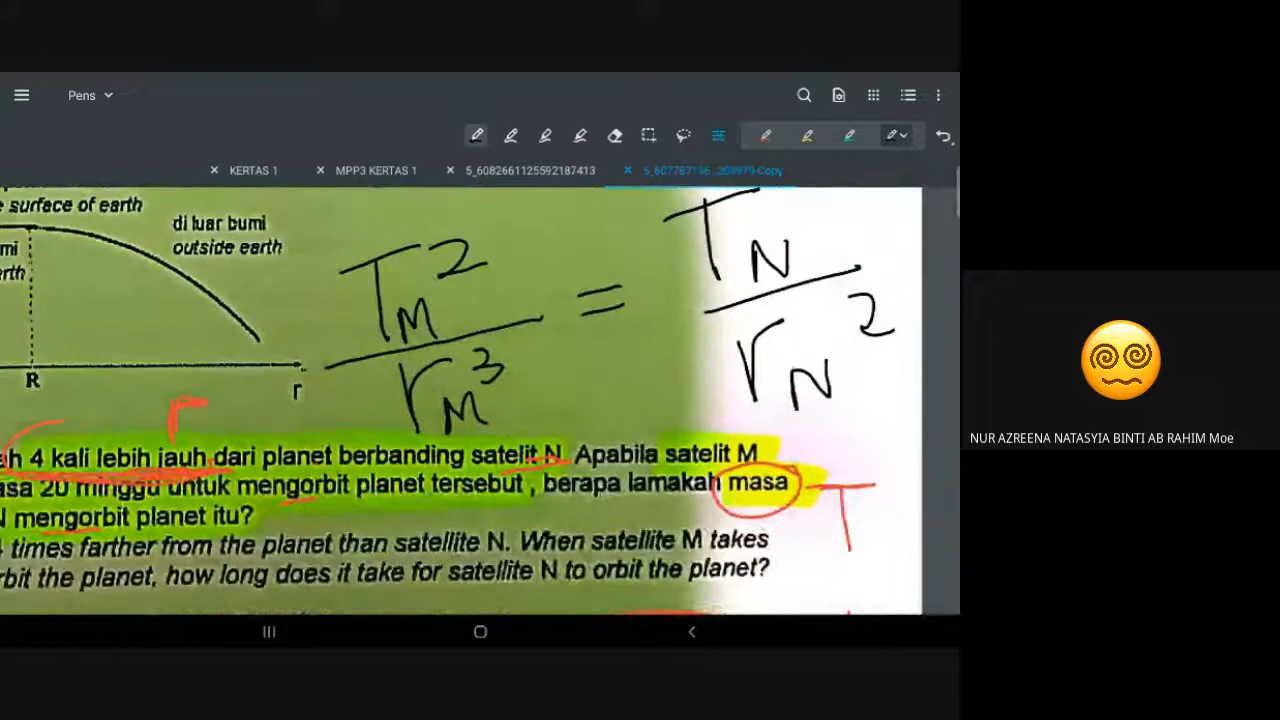 Pens
KERTAS 1
MPP3 KERTAS 1
5_6082661125592187413
e surface of earth
di luar bumi
outside earth
mi
rth
R
r
T_M^2 / r_M^3 = T_N / r_N^2
r
h 4 kali lebih jauh dari planet berbanding satelit N. Apabila satelit M
asa 20 minggu untuk mengorbit planet tersebut , berapa lamakah masa
T
mengorbit planet itu?
times farther from the planet than satellite N. When satellite M takes
rbit the planet, how long does it take for satellite N to orbit the planet?
NUR AZREENA NATASYIA BINTI AB RAHIM Moe